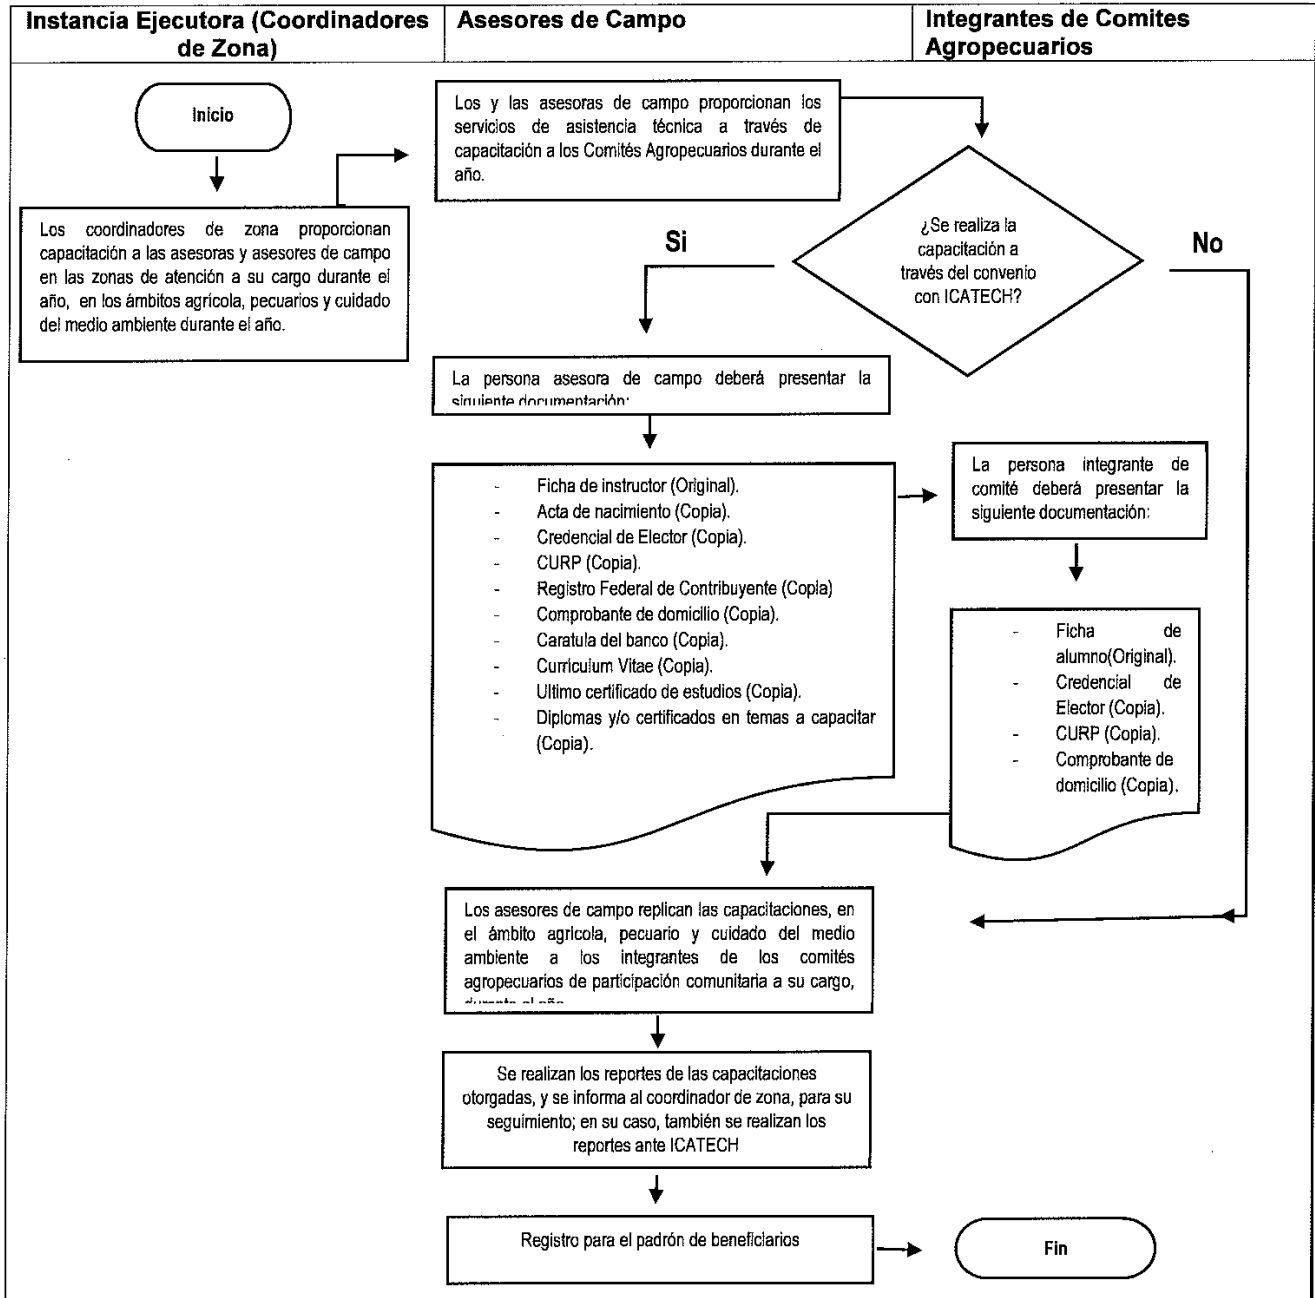 Instancia Ejecutora (Coordinadores
de Zona)
Asesores de Campo
Integrantes de Comites
Agropecuarios
Inicio
Los coordinadores de zona proporcionan
capacitación a las asesoras y asesores de campo
en las zonas de atención a su cargo durante el
año, en los ámbitos agrícola, pecuarios y cuidado
del medio ambiente durante el año.
Los y las asesoras de campo proporcionan los
servicios de asistencia técnica a través de
capacitación a los Comités Agropecuarios durante el
año.
¿Se realiza la
capacitación a
través del convenio
con ICATECH?
Si
No
La persona asesora de campo deberá presentar la
siguiente documentación:
- Ficha de instructor (Original).
- Acta de nacimiento (Copia).
- Credencial de Elector (Copia).
- CURP (Copia).
- Registro Federal de Contribuyente (Copia)
- Comprobante de domicilio (Copia).
- Caratula del banco (Copia).
- Curriculum Vitae (Copia).
- Ultimo certificado de estudios (Copia).
- Diplomas y/o certificados en temas a capacitar
(Copia).
La persona integrante de
comité deberá presentar la
siguiente documentación:
- Ficha de
alumno(Original).
- Credencial de
Elector (Copia).
- CURP (Copia).
- Comprobante de
domicilio (Copia).
Los asesores de campo replican las capacitaciones, en
el ámbito agrícola, pecuario y cuidado del medio
ambiente a los integrantes de los comités
agropecuarios de participación comunitaria a su cargo,
durante el año
Se realizan los reportes de las capacitaciones
otorgadas, y se informa al coordinador de zona, para su
seguimiento; en su caso, también se realizan los
reportes ante ICATECH
Registro para el padrón de beneficiarios
Fin